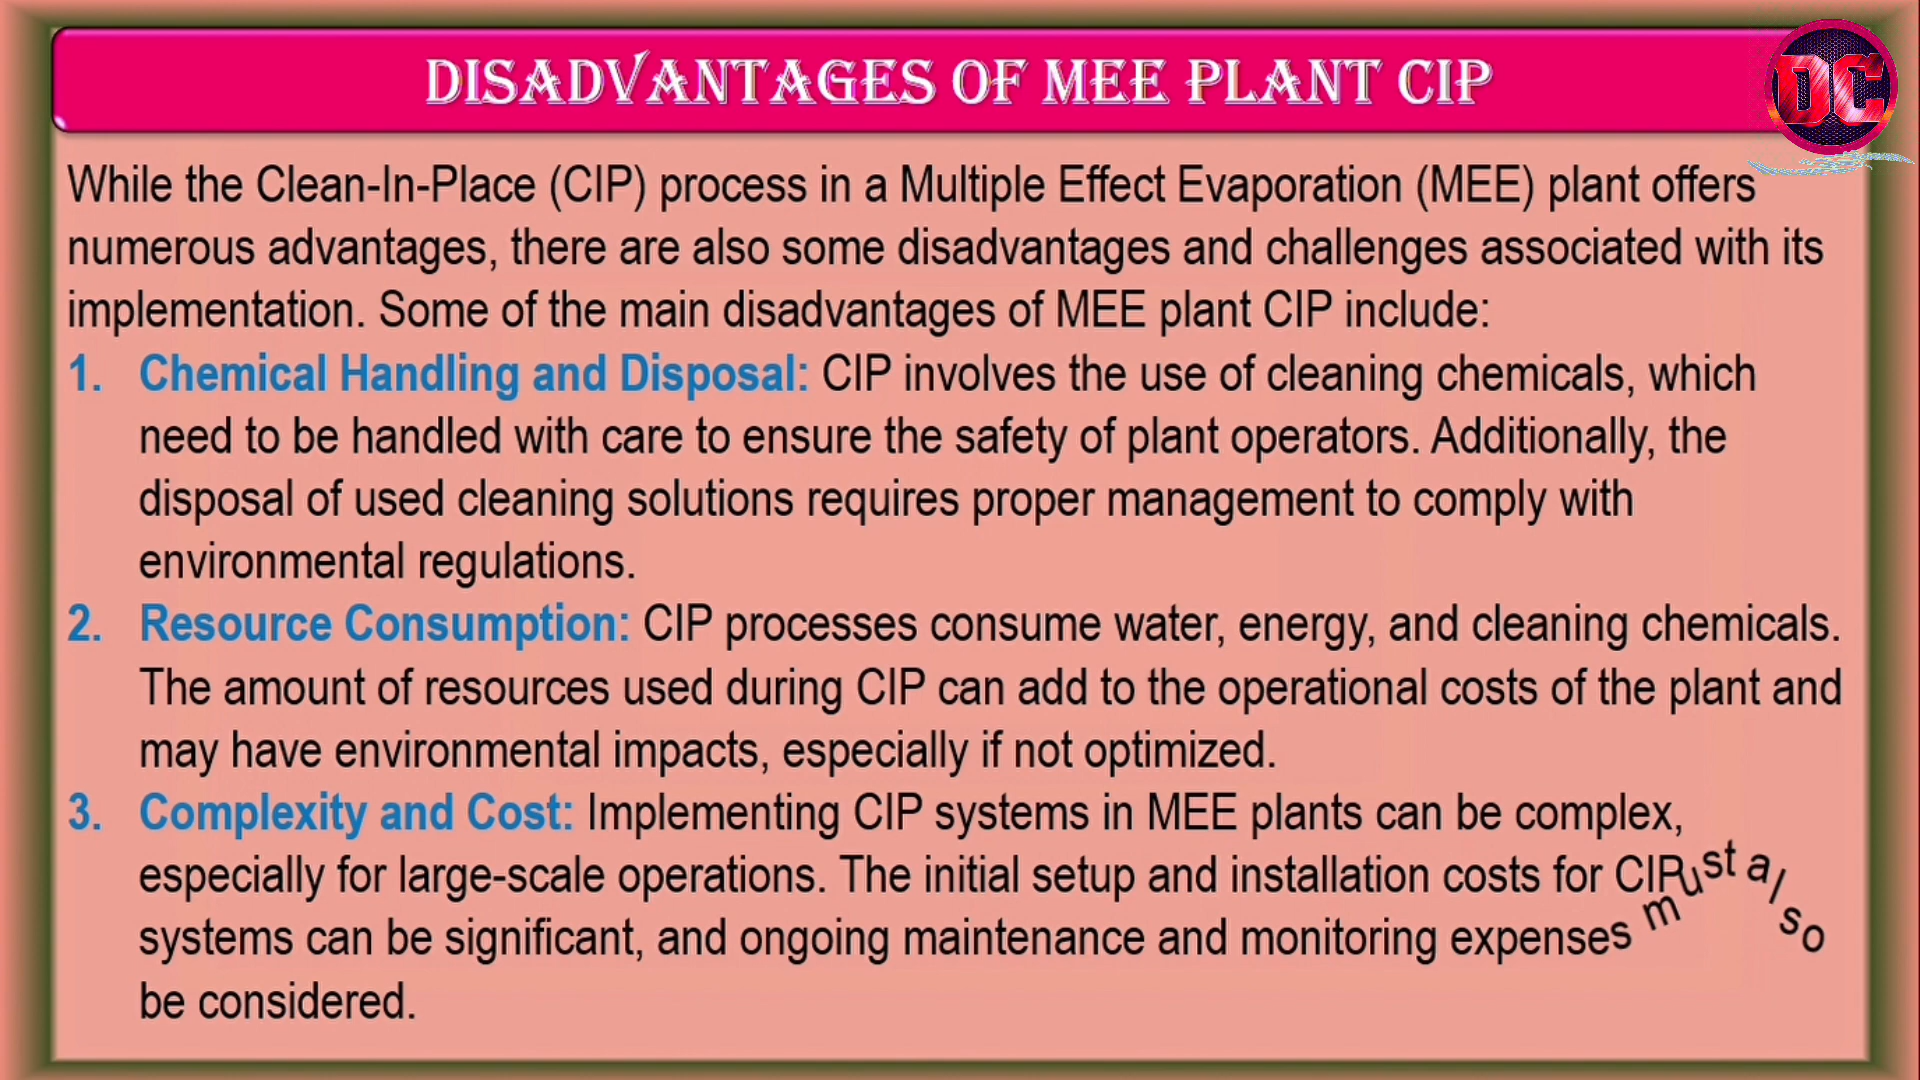 DISADVANTAGES OF MEE PLANT CIP
DC
While the Clean-In-Place (CIP) process in a Multiple Effect Evaporation (MEE) plant offers
numerous advantages, there are also some disadvantages and challenges associated with its
implementation. Some of the main disadvantages of MEE plant CIP include:
1. Chemical Handling and Disposal: CIP involves the use of cleaning chemicals, which
need to be handled with care to ensure the safety of plant operators. Additionally, the
disposal of used cleaning solutions requires proper management to comply with
environmental regulations.
2. Resource Consumption: CIP processes consume water, energy, and cleaning chemicals.
The amount of resources used during CIP can add to the operational costs of the plant and
may have environmental impacts, especially if not optimized.
3. Complexity and Cost: Implementing CIP systems in MEE plants can be complex,
especially for large-scale operations. The initial setup and installation costs for CIP
systems can be significant, and ongoing maintenance and monitoring expenses must also
be considered.